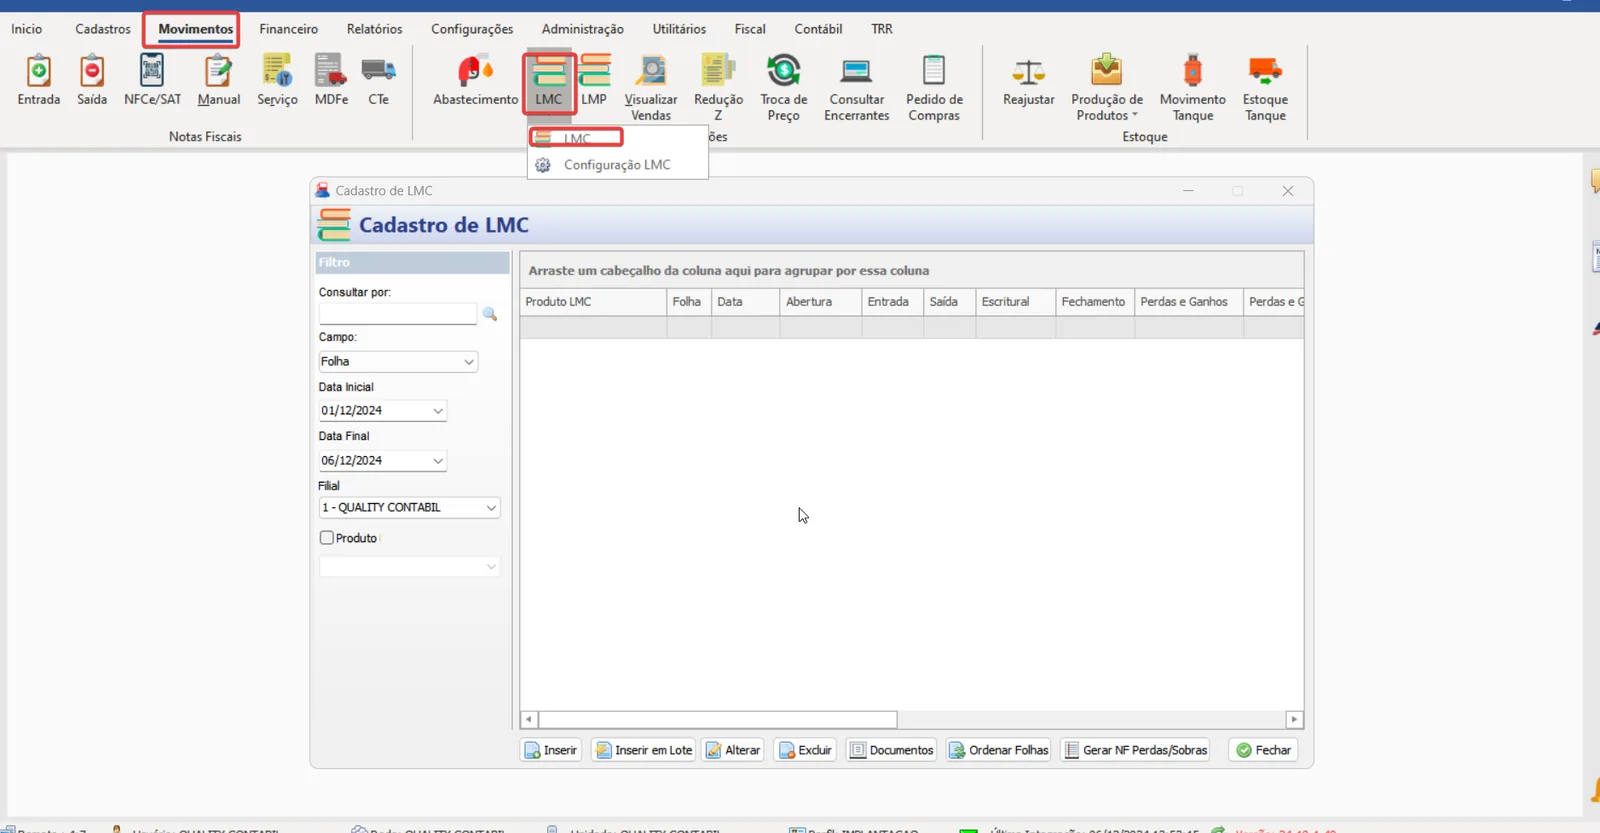 Inicio Cadastros Movimentos Financeiro Relatórios Configurações Administração Utilitários Fiscal Contábil TRR
Entrada Saída NFCe/SAT Manual Serviço MDFe CTe Abastecimento LMC LMP Visualizar Vendas Redução Z Troca de Preço Consultar Encerrantes Pedido de Compras Reajustar Produção de Produtos Movimento Tanque Estoque Tanque
Notas Fiscais ões Estoque
LMC
Configuração LMC
Cadastro de LMC
Cadastro de LMC
Filtro
Consultar por:
Campo:
Folha
Data Inicial
01/12/2024
Data Final
06/12/2024
Filial
1 - QUALITY CONTABIL
Produto
Arraste um cabeçalho da coluna aqui para agrupar por essa coluna
Produto LMC Folha Data Abertura Entrada Saída Escritural Fechamento Perdas e Ganhos Perdas e G
Inserir Inserir em Lote Alterar Excluir Documentos Ordenar Folhas Gerar NF Perdas/Sobras Fechar